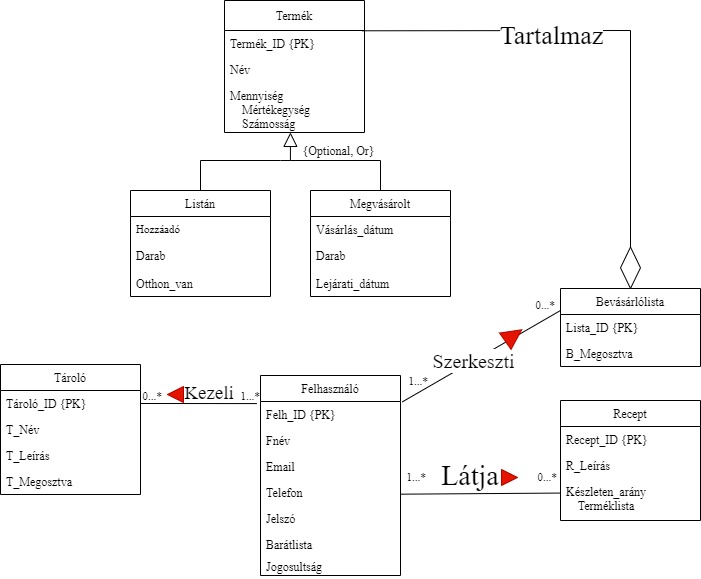 Termék
Termék_ID {PK}
Név
Mennyiség
Mértékegység
Számosság
Tartalmaz
{Optional, Or}
Listán
Hozzáadó
Darab
Otthon_van
Megvásárolt
Vásárlás_dátum
Darab
Lejárati_dátum
Bevásárlólista
Lista_ID {PK}
B_Megosztva
0...*
Szerkeszti
1...*
Tároló
Tároló_ID {PK}
T_Név
T_Leírás
T_Megosztva
0...*
Kezeli
1...*
Felhasználó
Felh_ID {PK}
Fnév
Email
Telefon
Jelszó
Barátlista
Jogosultság
1...*
Látja
0...*
Recept
Recept_ID {PK}
R_Leírás
Készleten_arány
Terméklista